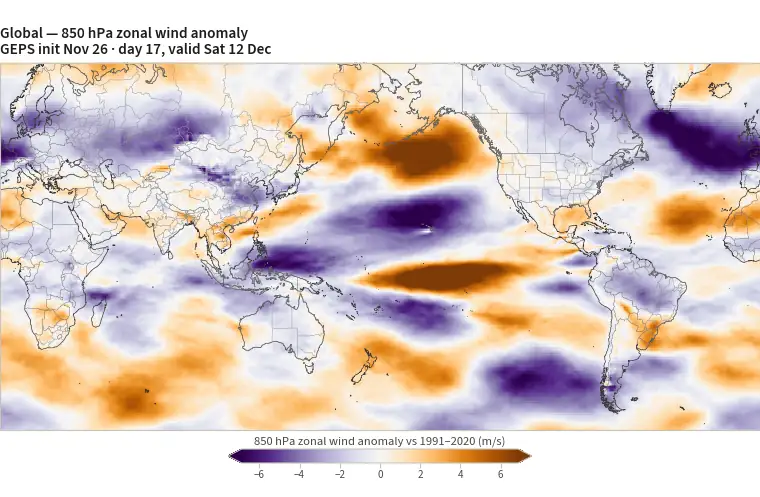 Global — 850 hPa zonal wind anomaly
GEPS init Nov 26 · day 17, valid Sat 12 Dec
850 hPa zonal wind anomaly vs 1991–2020 (m/s)
−6 −4 −2 0 2 4 6